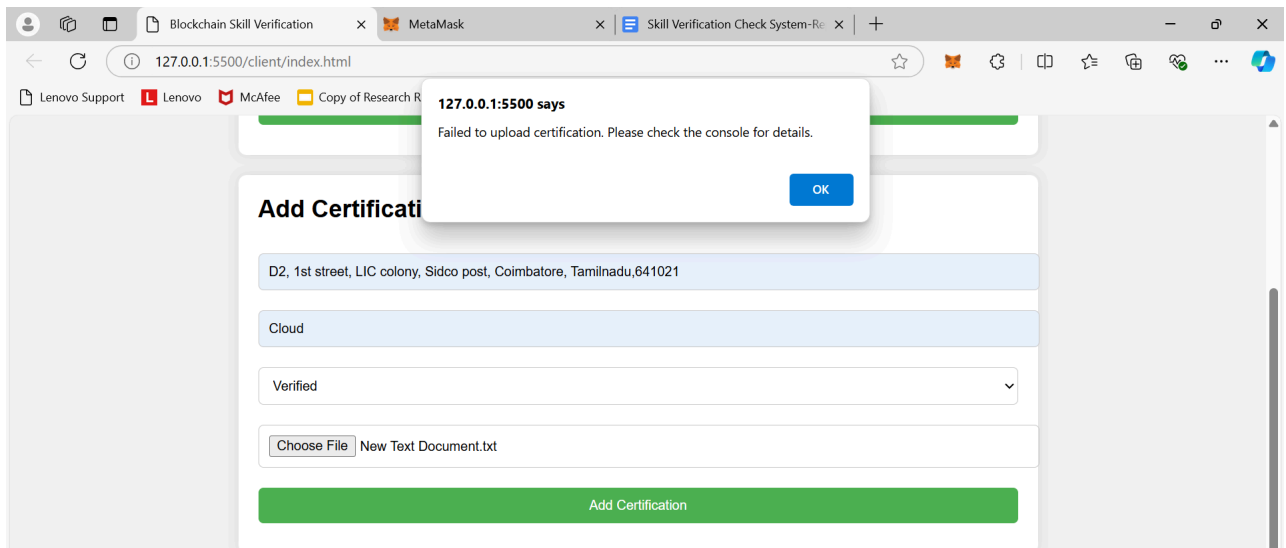 Blockchain Skill Verification
MetaMask
Skill Verification Check System-Re
127.0.0.1:5500/client/index.html
Lenovo Support
L Lenovo
McAfee
Copy of Research R
127.0.0.1:5500 says
Failed to upload certification. Please check the console for details.
OK
Add Certificati
D2, 1st street, LIC colony, Sidco post, Coimbatore, Tamilnadu,641021
Cloud
Verified
Choose File New Text Document.txt
Add Certification